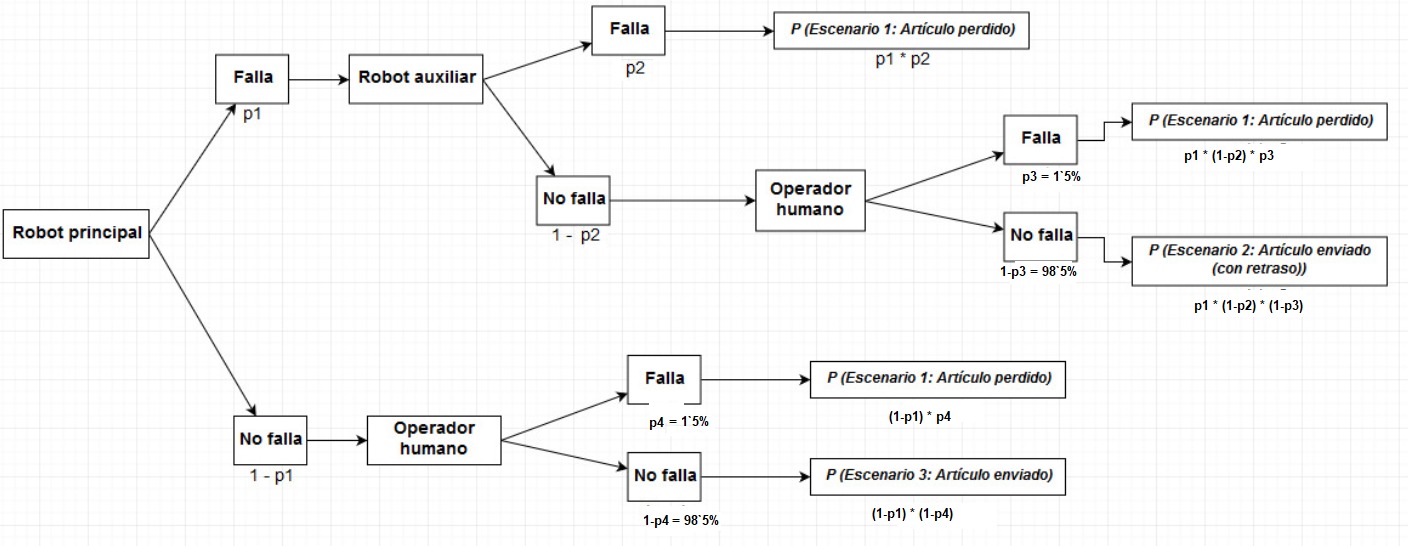 Robot principal
Falla
p1
Robot auxiliar
Falla
p2
P (Escenario 1: Artículo perdido)
p1 * p2
No falla
1 - p2
Operador
humano
Falla
p3 = 1`5%
P (Escenario 1: Artículo perdido)
p1 * (1-p2) * p3
No falla
1-p3 = 98`5%
P (Escenario 2: Artículo enviado
(con retraso))
p1 * (1-p2) * (1-p3)
No falla
1 - p1
Operador
humano
Falla
p4 = 1`5%
P (Escenario 1: Artículo perdido)
(1-p1) * p4
No falla
1-p4 = 98`5%
P (Escenario 3: Artículo enviado)
(1-p1) * (1-p4)